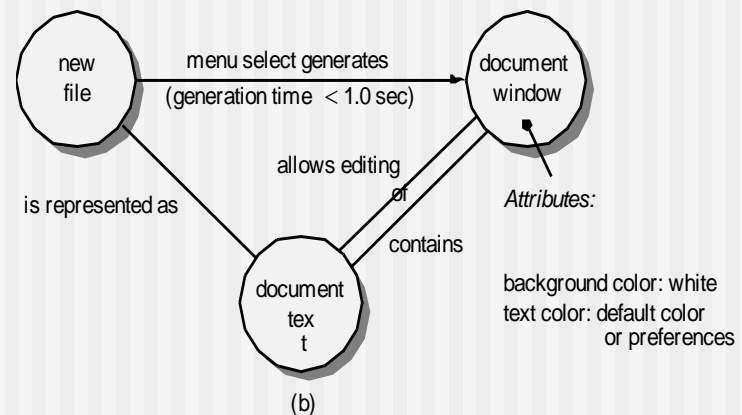 new
file
menu select generates
(generation time < 1.0 sec)
document
window
allows editing
of
is represented as
contains
Attributes:
background color: white
text color: default color
or preferences
document
tex
t
(b)